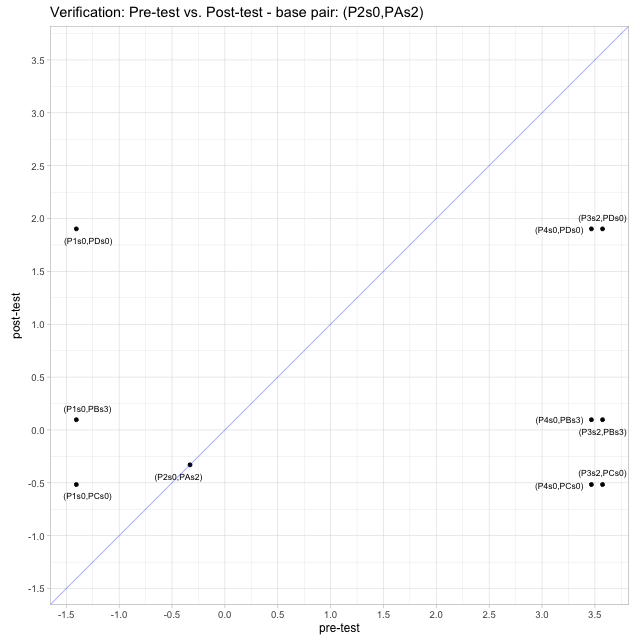 Verification: Pre-test vs. Post-test - base pair: (P2s0,PAs2)
3.5
3.0
2.5
2.0
1.5
1.0
0.5
0.0
-0.5
-1.0
-1.5
post-test
(P3s2,PDs0)
(P4s0,PDs0)
(P1s0,PDs0)
(P1s0,PBs3)
(P4s0,PBs3)
(P3s2,PBs3)
(P2s0,PAs2)
(P3s2,PCs0)
(P4s0,PCs0)
(P1s0,PCs0)
-1.5 -1.0 -0.5 0.0 0.5 1.0 1.5 2.0 2.5 3.0 3.5
pre-test